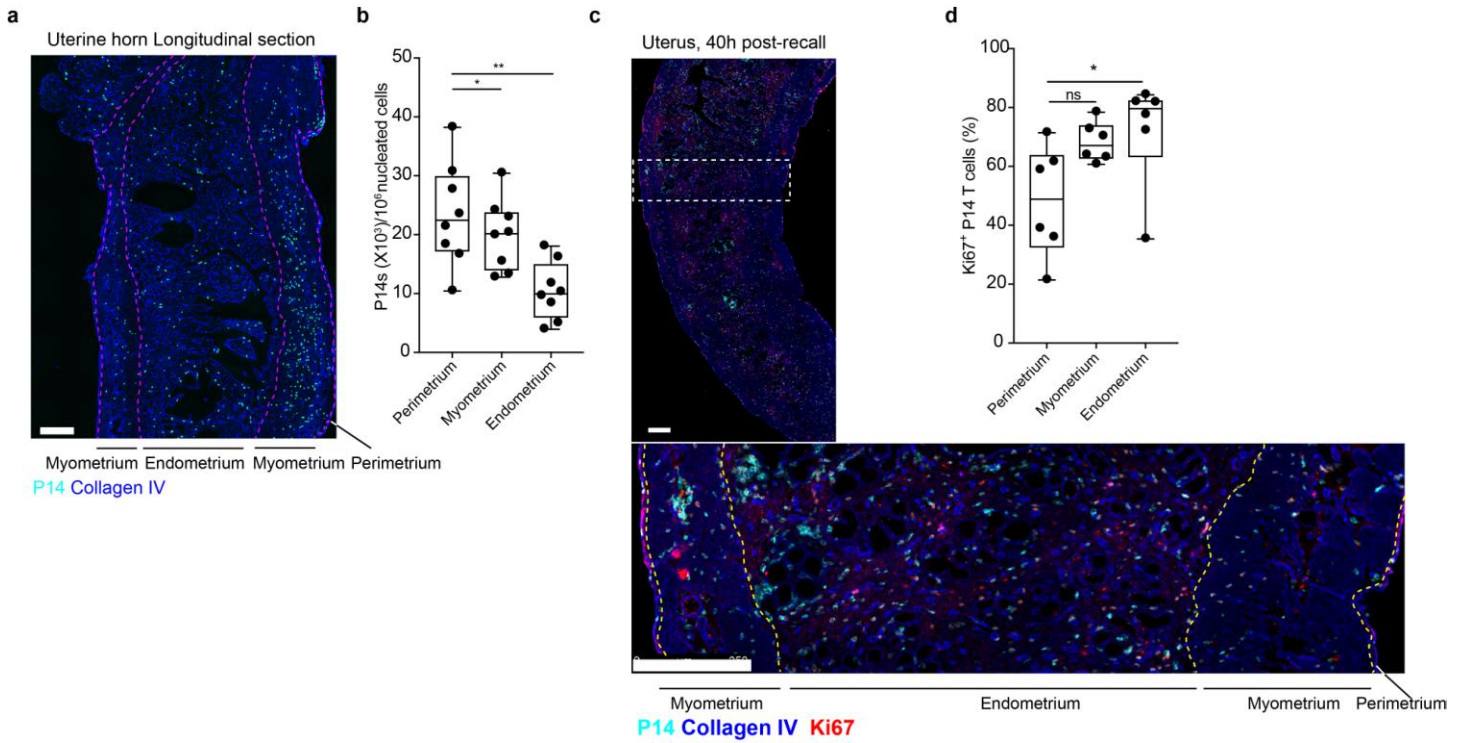 a
Uterine horn Longitudinal section
Myometrium Endometrium Myometrium Perimetrium
P14 Collagen IV
b
P14s (X10³)/10⁶ nucleated cells
50
40
30
20
10
0
**
*
Perimetrium
Myometrium
Endometrium
c
Uterus, 40h post-recall
Myometrium Endometrium Myometrium Perimetrium
P14 Collagen IV Ki67
d
Ki67⁺ P14 T cells (%)
100
80
60
40
20
0
*
ns
Perimetrium
Myometrium
Endometrium